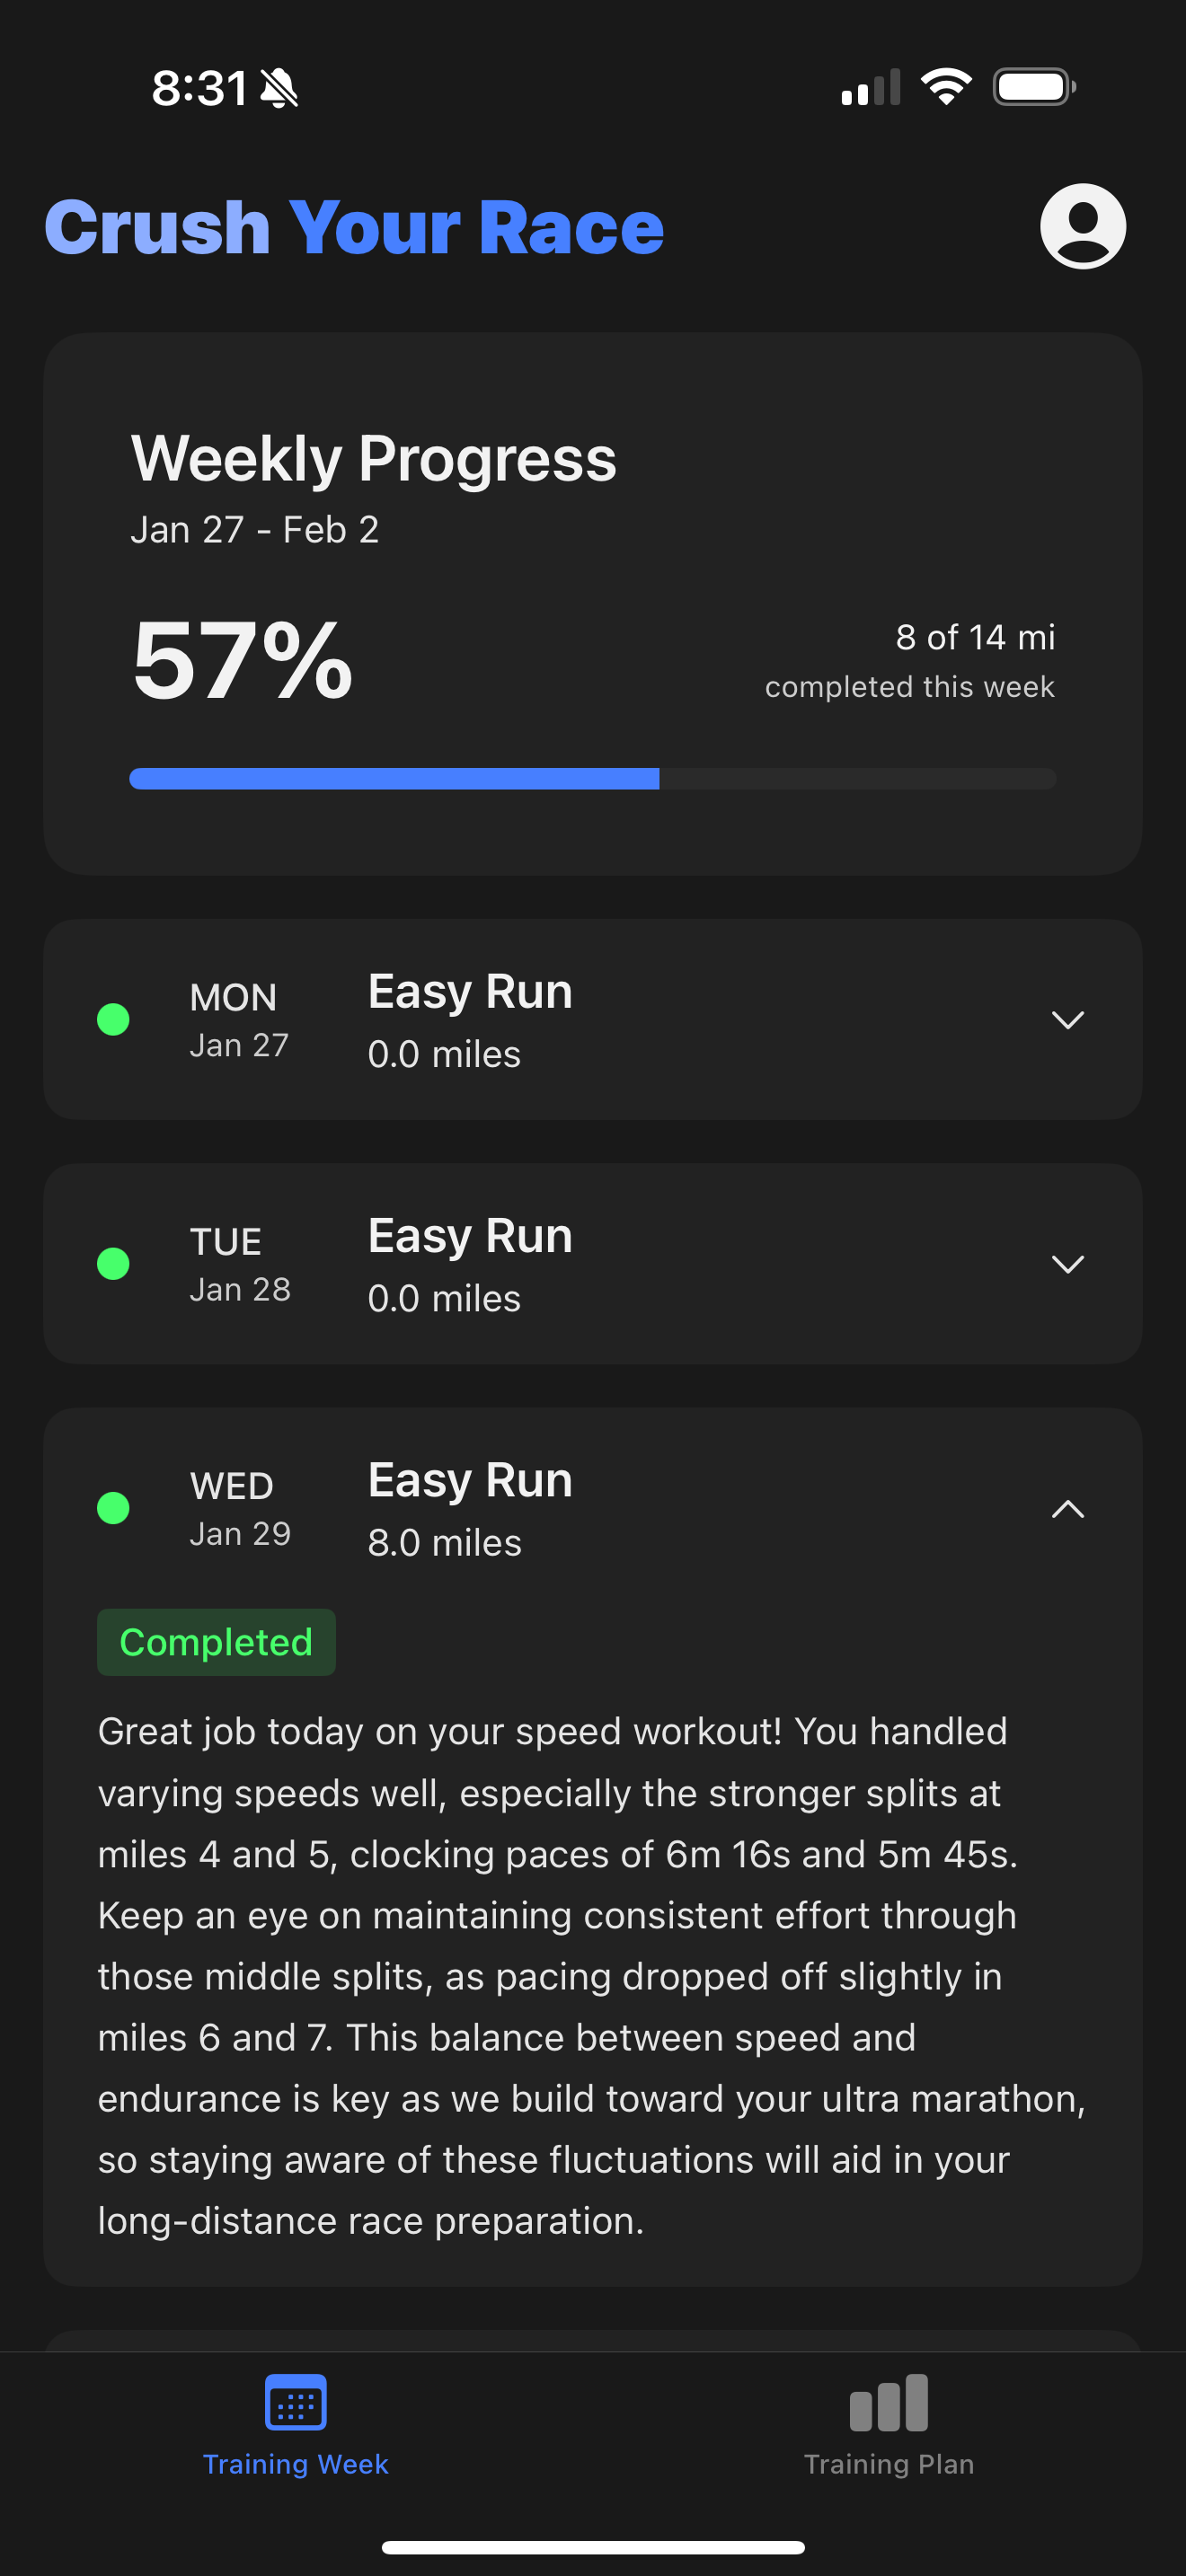 8:31
Crush Your Race
Weekly Progress
Jan 27 - Feb 2
57%
8 of 14 mi
completed this week
MON
Jan 27
Easy Run
0.0 miles
TUE
Jan 28
Easy Run
0.0 miles
WED
Jan 29
Easy Run
8.0 miles
Completed
Great job today on your speed workout! You handled
varying speeds well, especially the stronger splits at
miles 4 and 5, clocking paces of 6m 16s and 5m 45s.
Keep an eye on maintaining consistent effort through
those middle splits, as pacing dropped off slightly in
miles 6 and 7. This balance between speed and
endurance is key as we build toward your ultra marathon,
so staying aware of these fluctuations will aid in your
long-distance race preparation.
Training Week
Training Plan